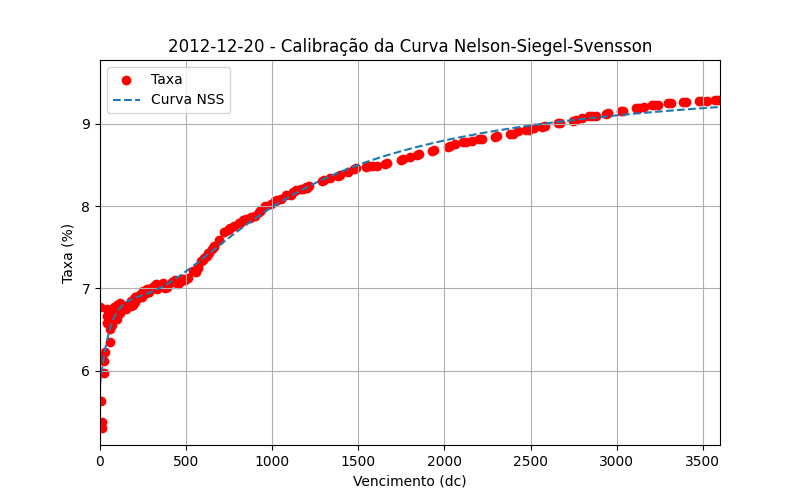 2012-12-20 - Calibração da Curva Nelson-Siegel-Svensson
Taxa
Curva NSS
9
8
7
6
Taxa (%)
0 500 1000 1500 2000 2500 3000 3500
Vencimento (dc)